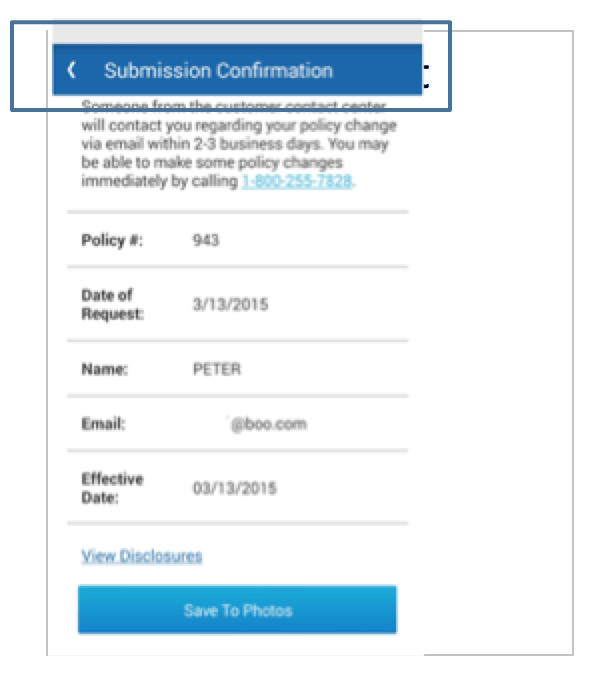 Submission Confirmation
Someone from the customer contact center
will contact you regarding your policy change
via email within 2-3 business days. You may
be able to make some policy changes
immediately by calling 1-800-255-7828.
Policy #: 943
Date of
Request: 3/13/2015
Name: PETER
Email: @boo.com
Effective
Date: 03/13/2015
View Disclosures
Save To Photos